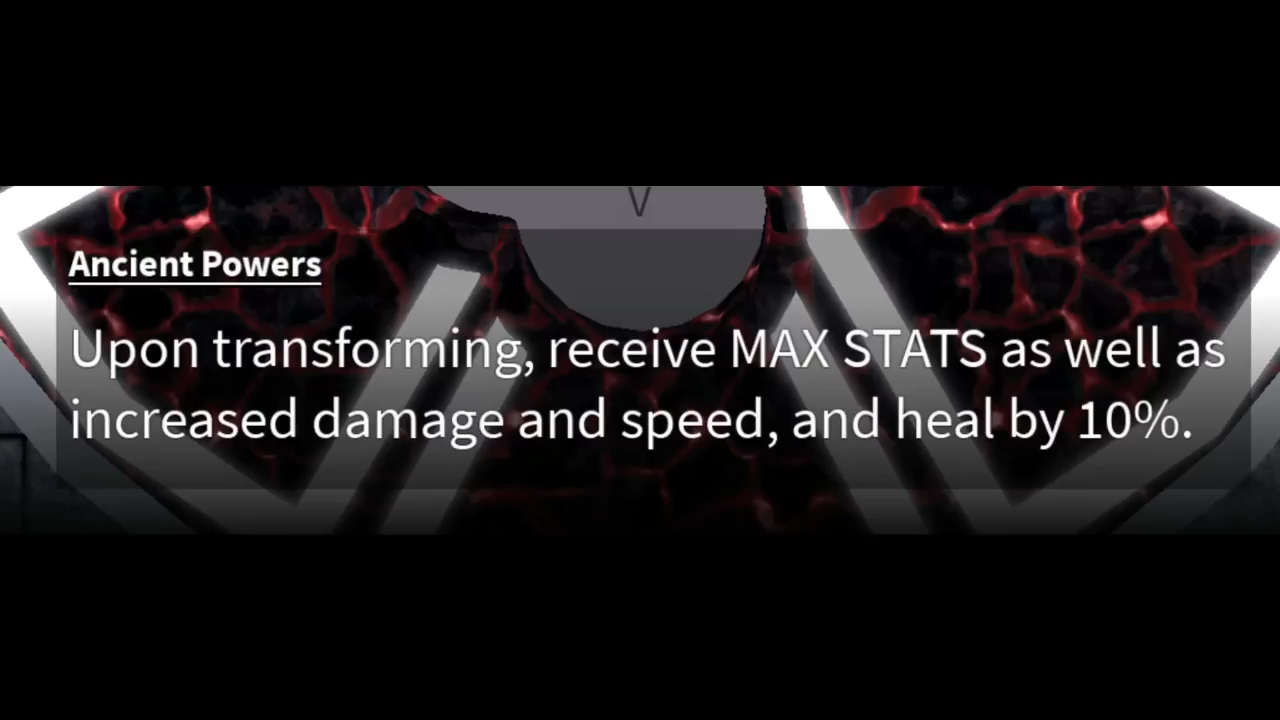 V
Ancient Powers
Upon transforming, receive MAX STATS as well as
increased damage and speed, and heal by 10%.